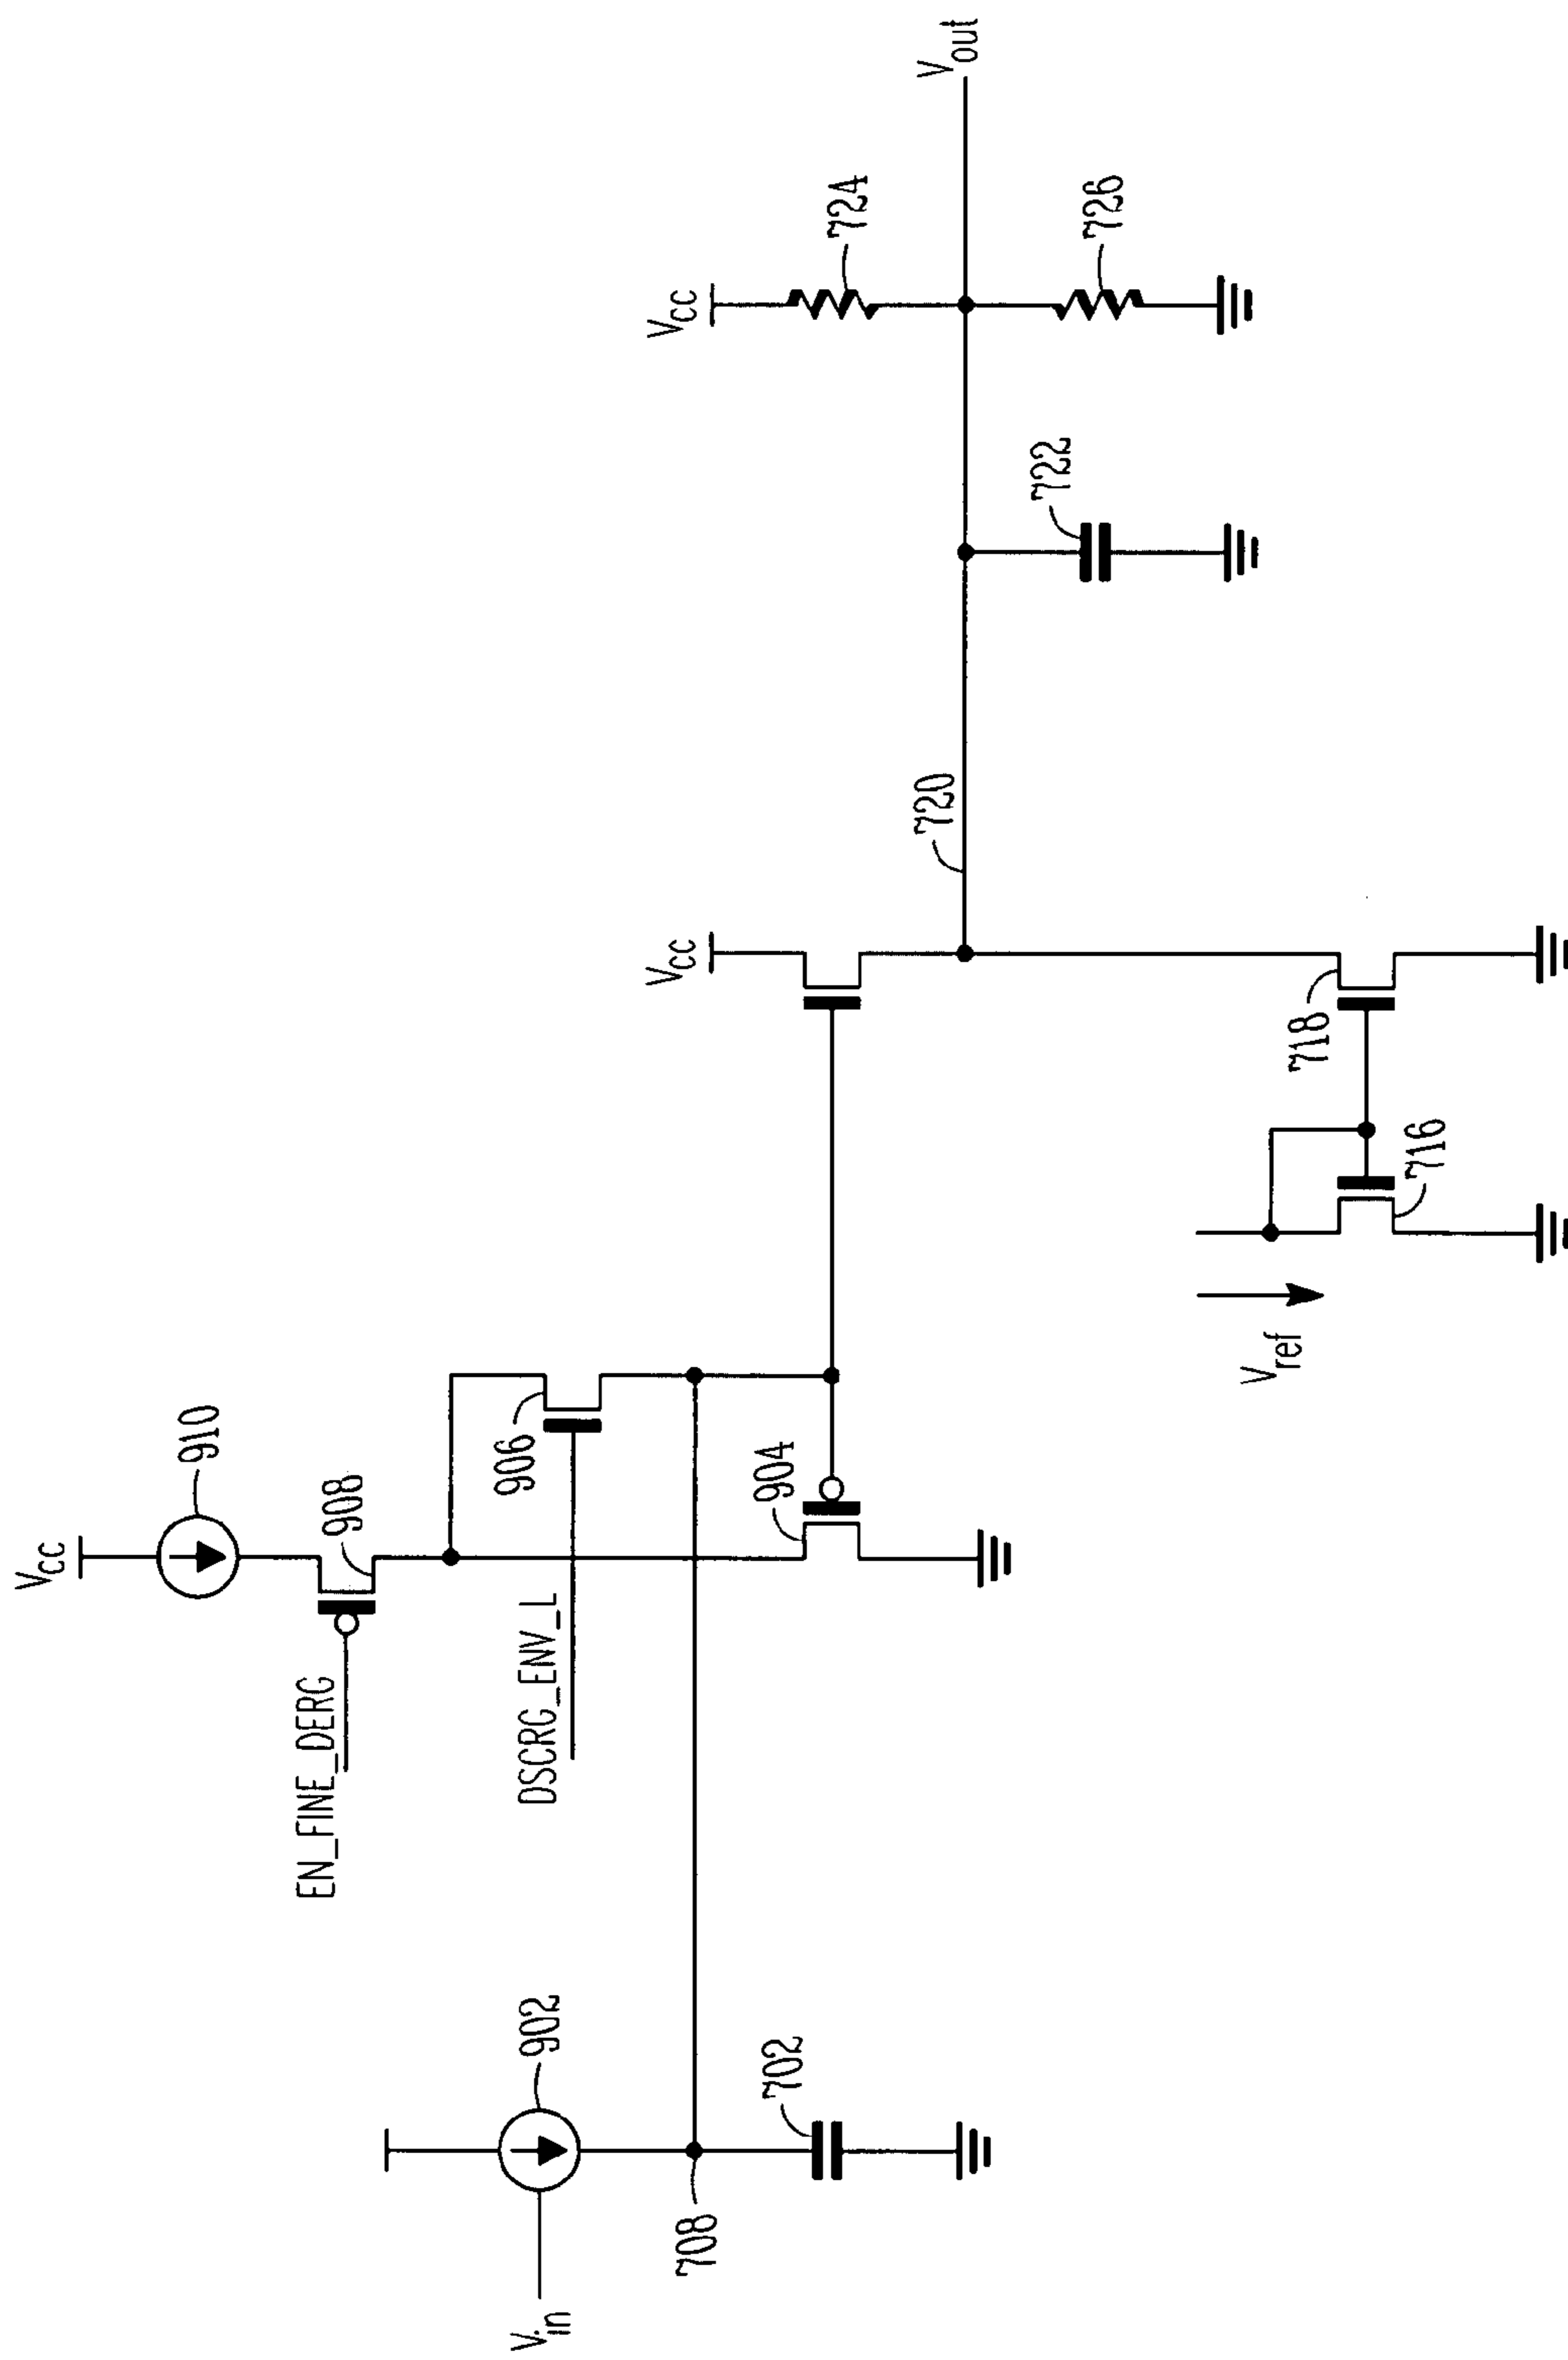 Vcc
910
EN_FINE_DERG
908
DSCRG_ENV_L
906
Vin
902
708
702
904
Vcc
720
Vcc
724
Vout
722
726
Vref
716
718